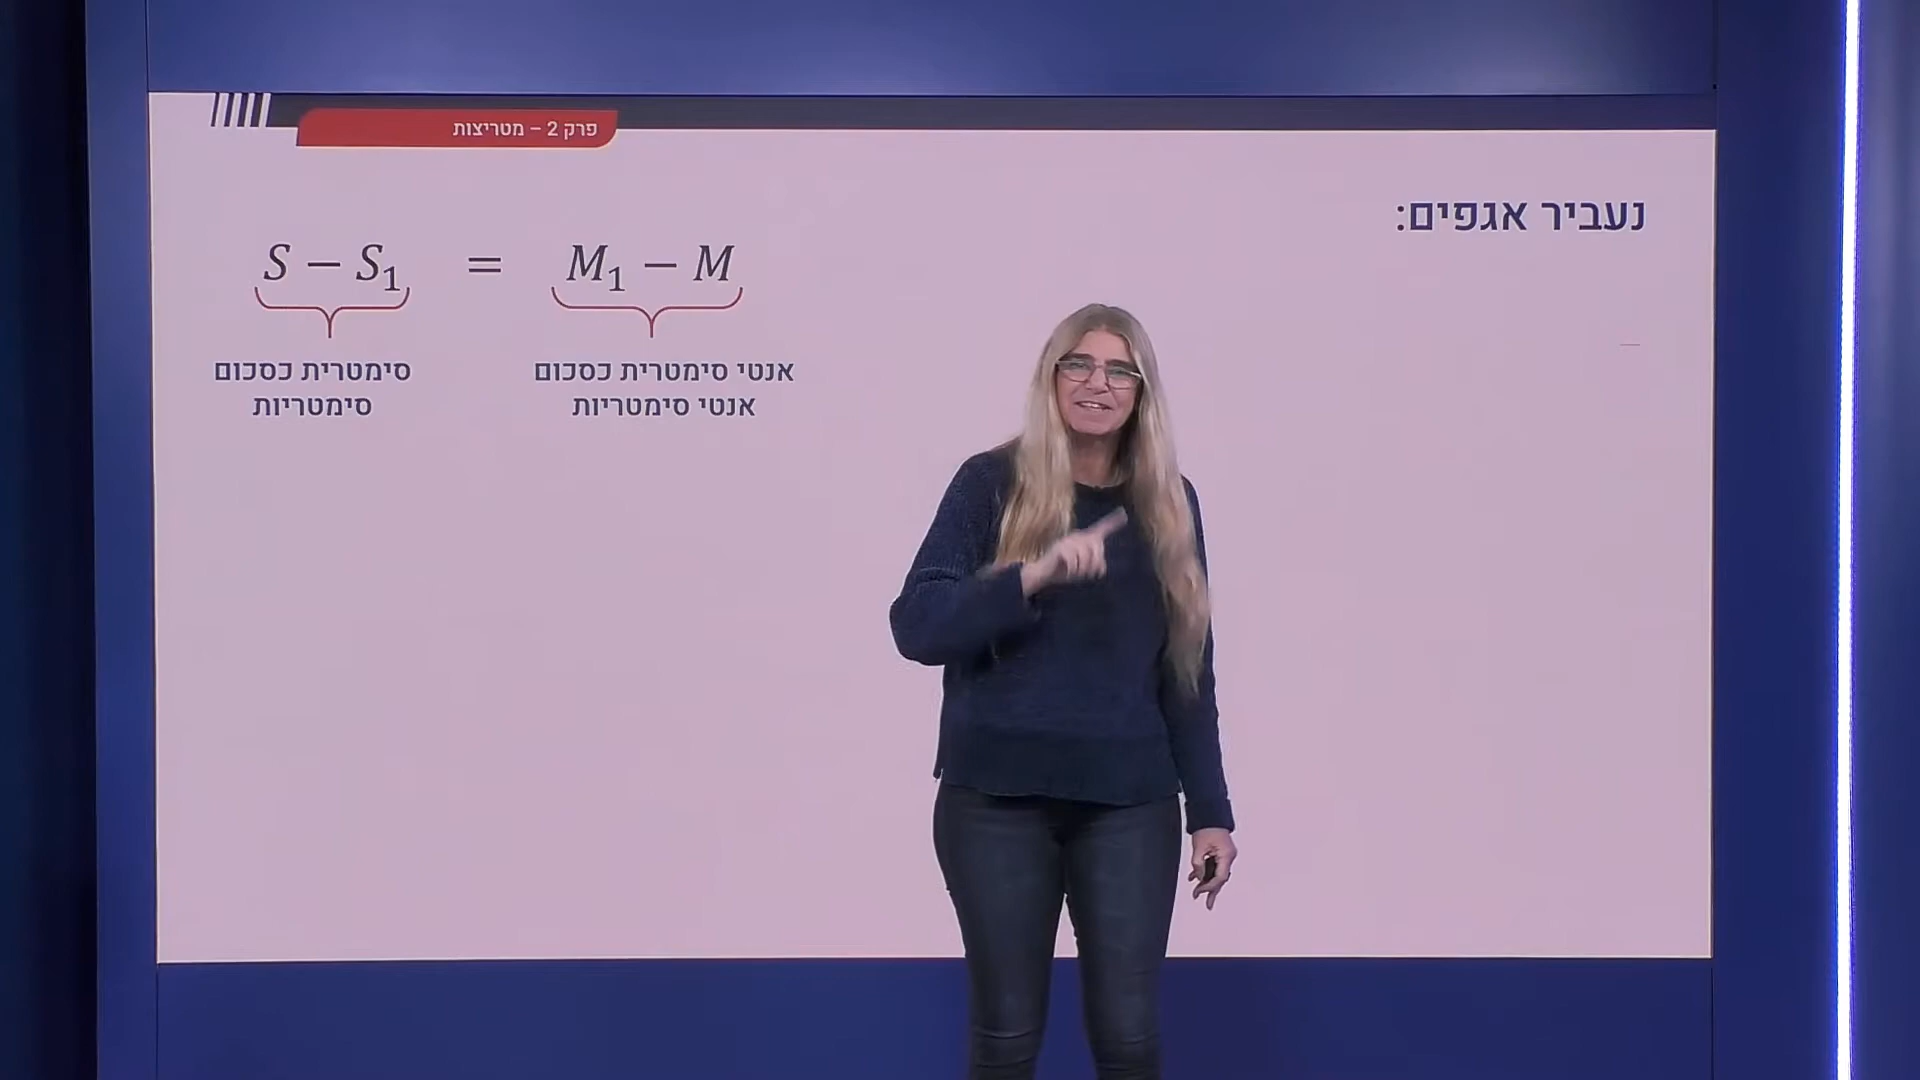 פרק 2 – מטריצות
נעביר אגפים:
S − S₁ = M₁ − M
סימטרית כסכום
סימטריות
אנטי סימטרית כסכום
אנטי סימטריות